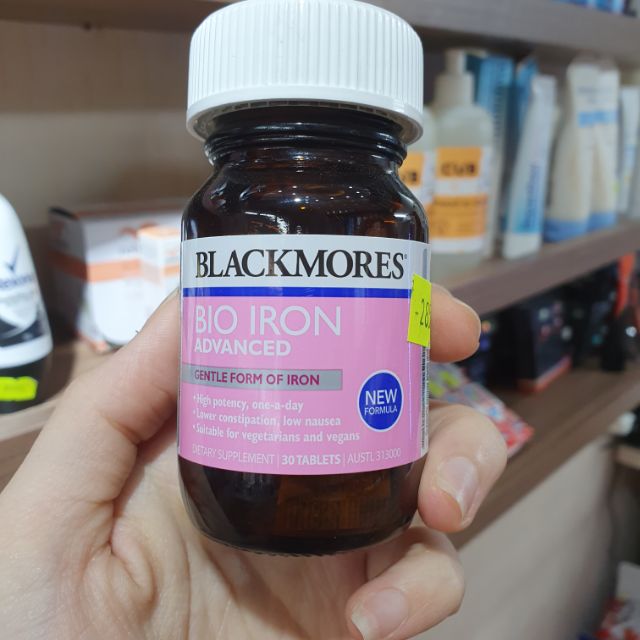 BLACKMORES®
BIO IRON
ADVANCED
GENTLE FORM OF IRON
• High potency, one-a-day
• Lower constipation, low nausea
• Suitable for vegetarians and vegans
NEW
FORMULA
DIETARY SUPPLEMENT | 30 TABLETS | AUSTL 313000